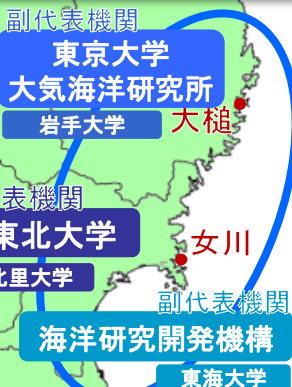 副代表機関
東京大学
大気海洋研究所
岩手大学
大槌
表機関
東北大学
北里大学
女川
副代表機関
海洋研究開発機構
東海大学